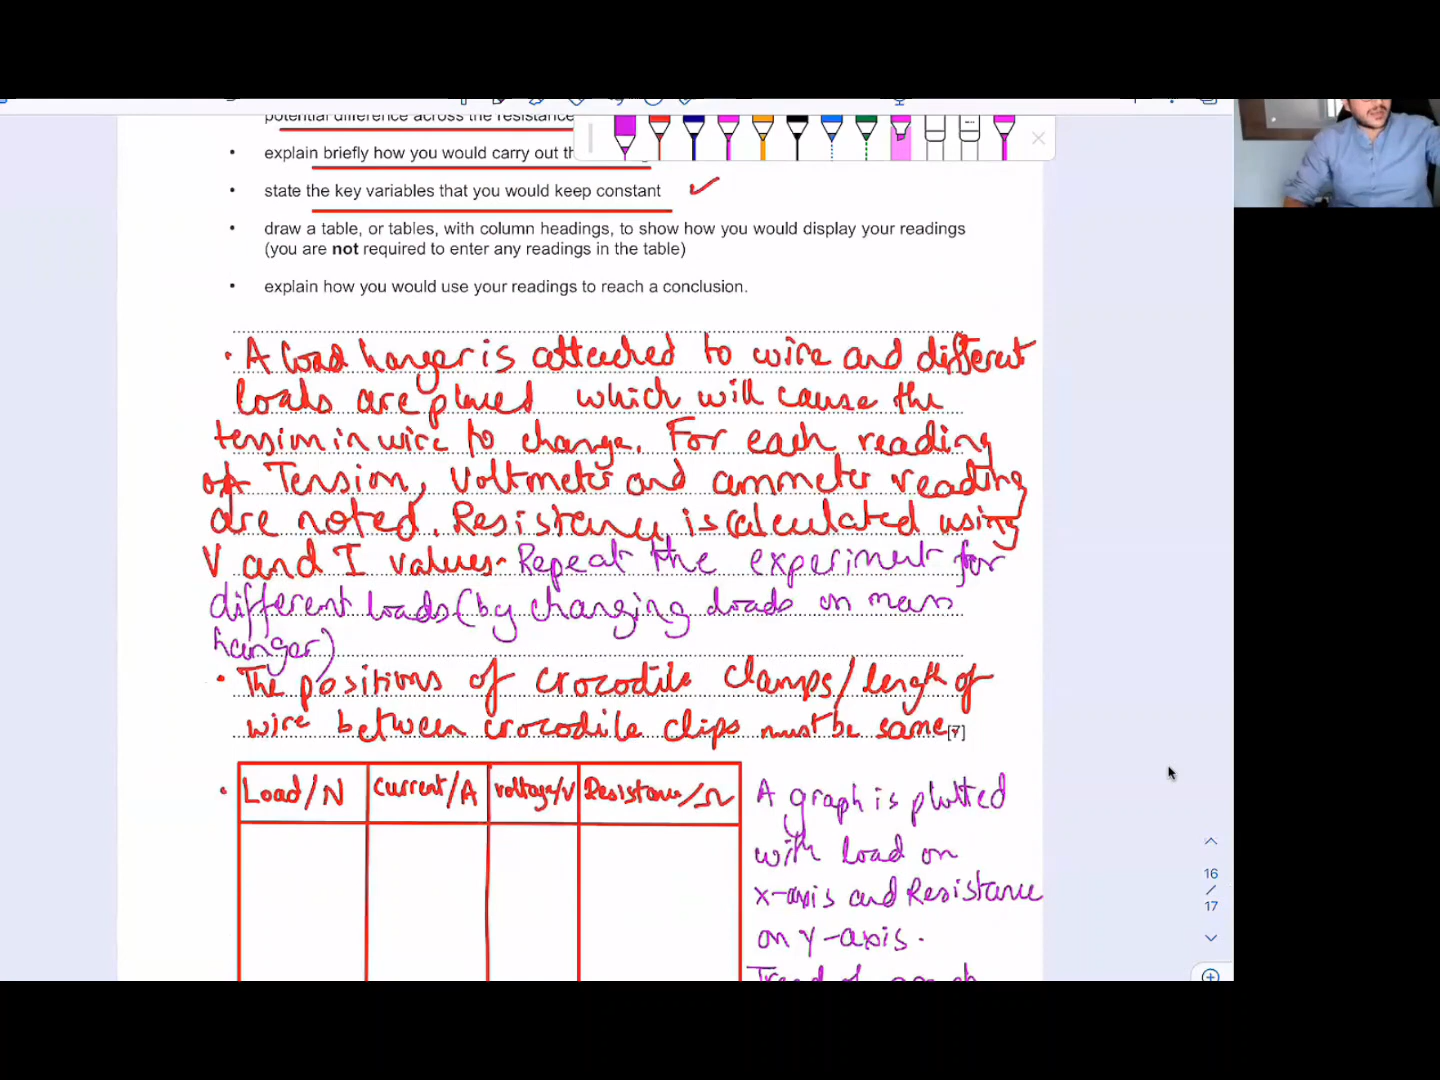 potential difference across the resistance
explain briefly how you would carry out th
state the key variables that you would keep constant
draw a table, or tables, with column headings, to show how you would display your readings
(you are not required to enter any readings in the table)
explain how you would use your readings to reach a conclusion.
· A load hanger is attached to wire and different
loads are placed which will cause the
tension in wire to change. For each reading
of Tension, voltmeter and ammeter reading
are noted. Resistance is calculated using
V and I values. Repeat the experiment for
different loads (by changing loads on mass
hanger)
· The positions of crocodile clamps/length of
wire between crocodile clips must be same
[7]
· Load/N Current/A voltage/V Resistance/Ω
A graph is plotted
with load on
x-axis and Resistance
on Y-axis.
Trend of graph
16
/
17